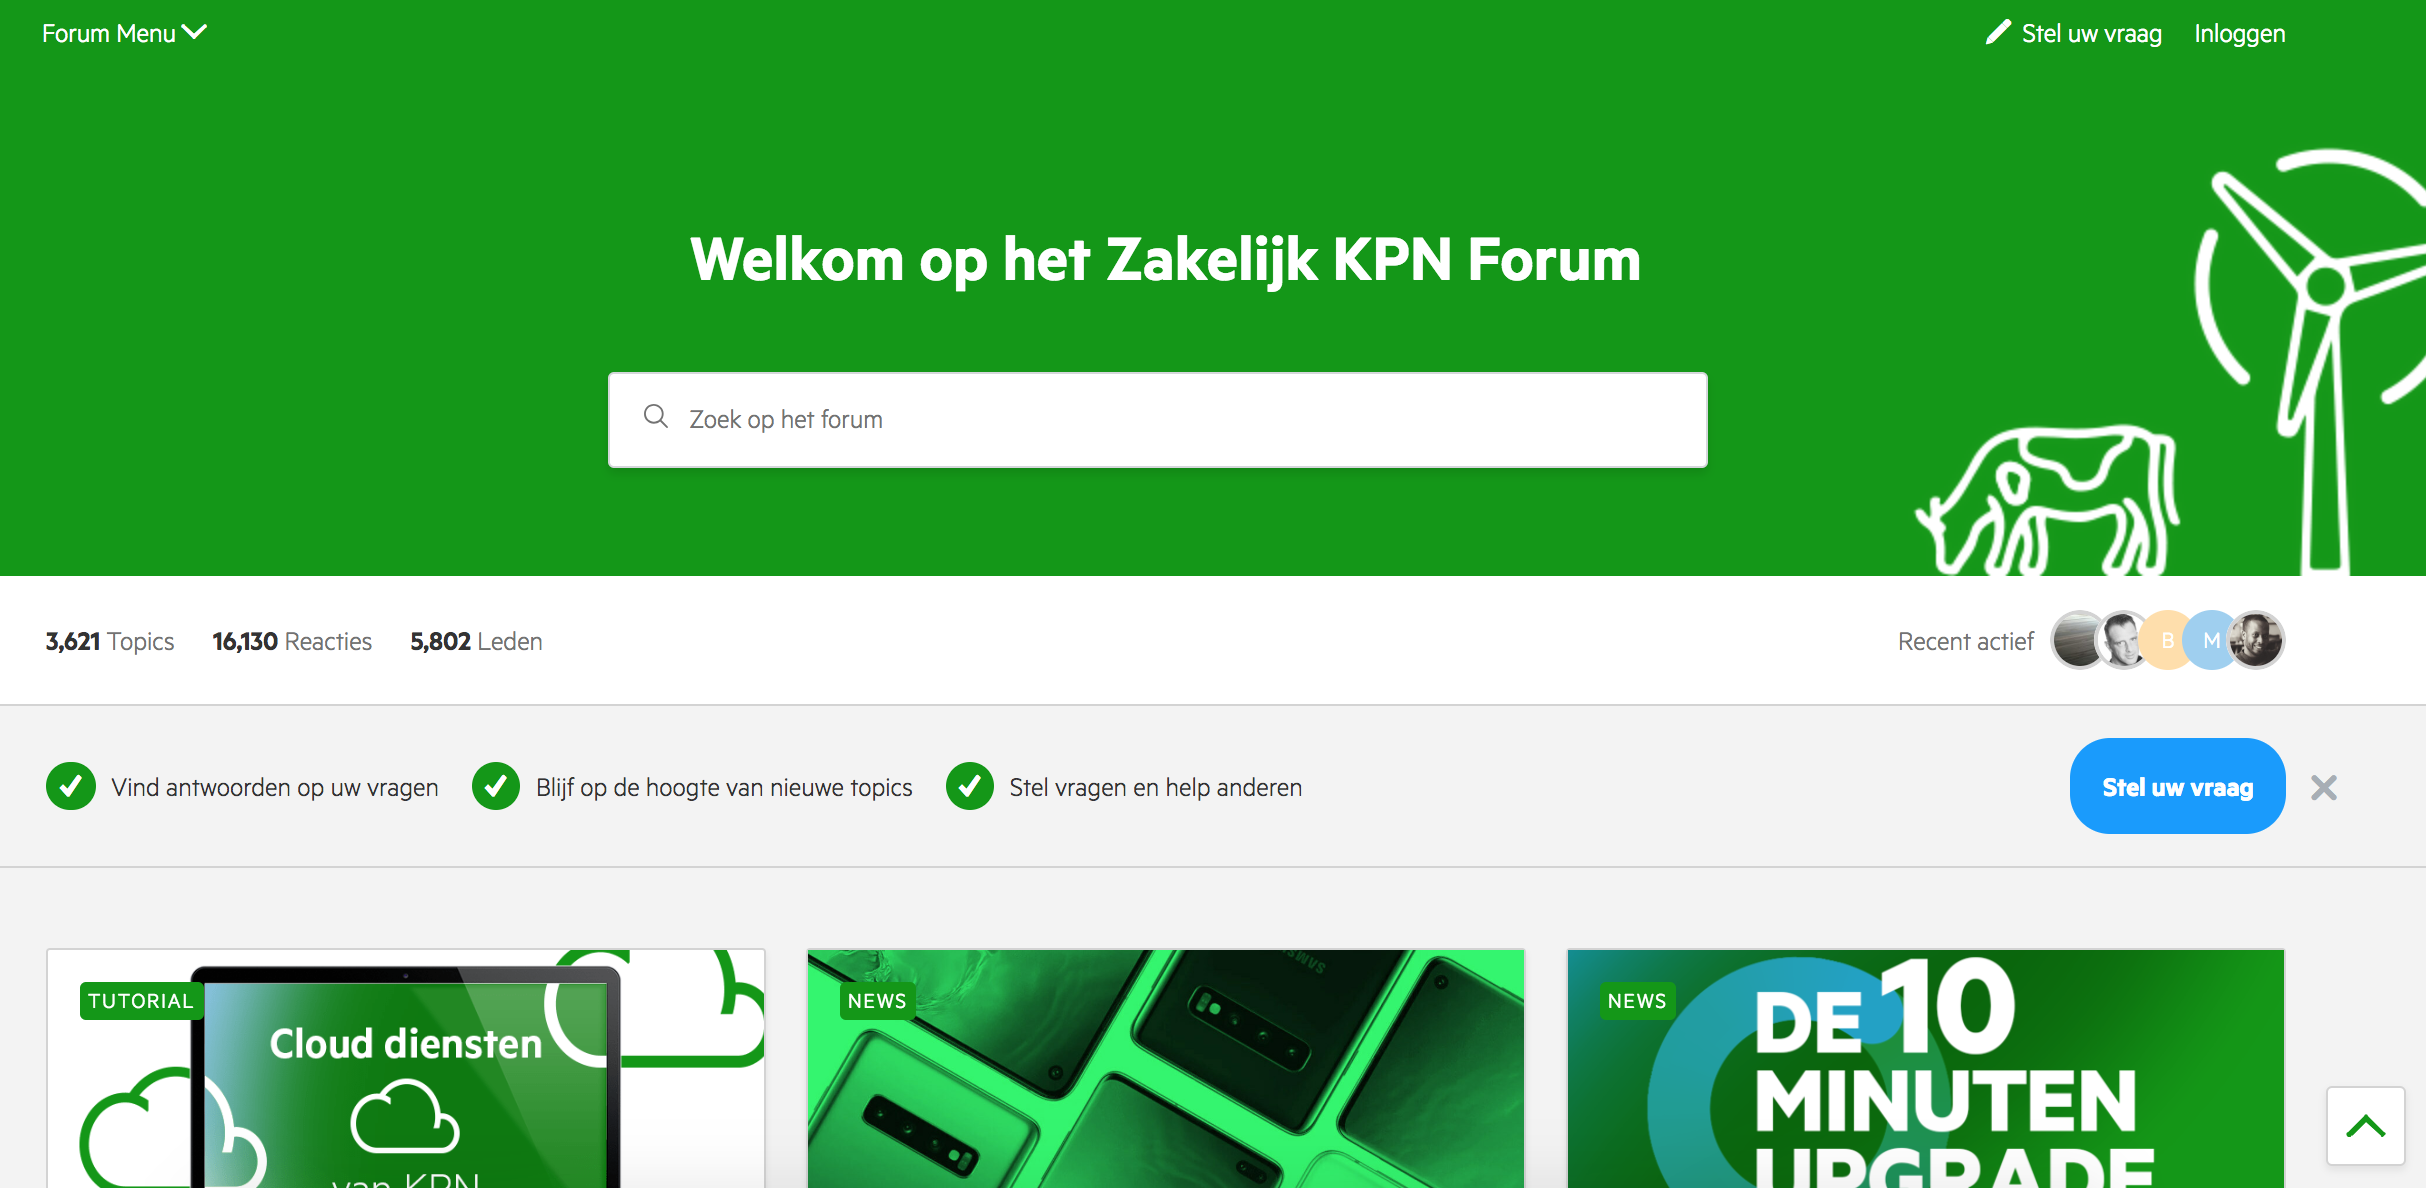 Forum Menu
Stel uw vraag
Inloggen
Welkom op het Zakelijk KPN Forum
Zoek op het forum
3,621 Topics
16,130 Reacties
5,802 Leden
Recent actief
B
M
Vind antwoorden op uw vragen
Blijf op de hoogte van nieuwe topics
Stel vragen en help anderen
Stel uw vraag
TUTORIAL
Cloud diensten
van KPN
NEWS
SAMSUNG
NEWS
DE 10
MINUTEN
UPGRADE